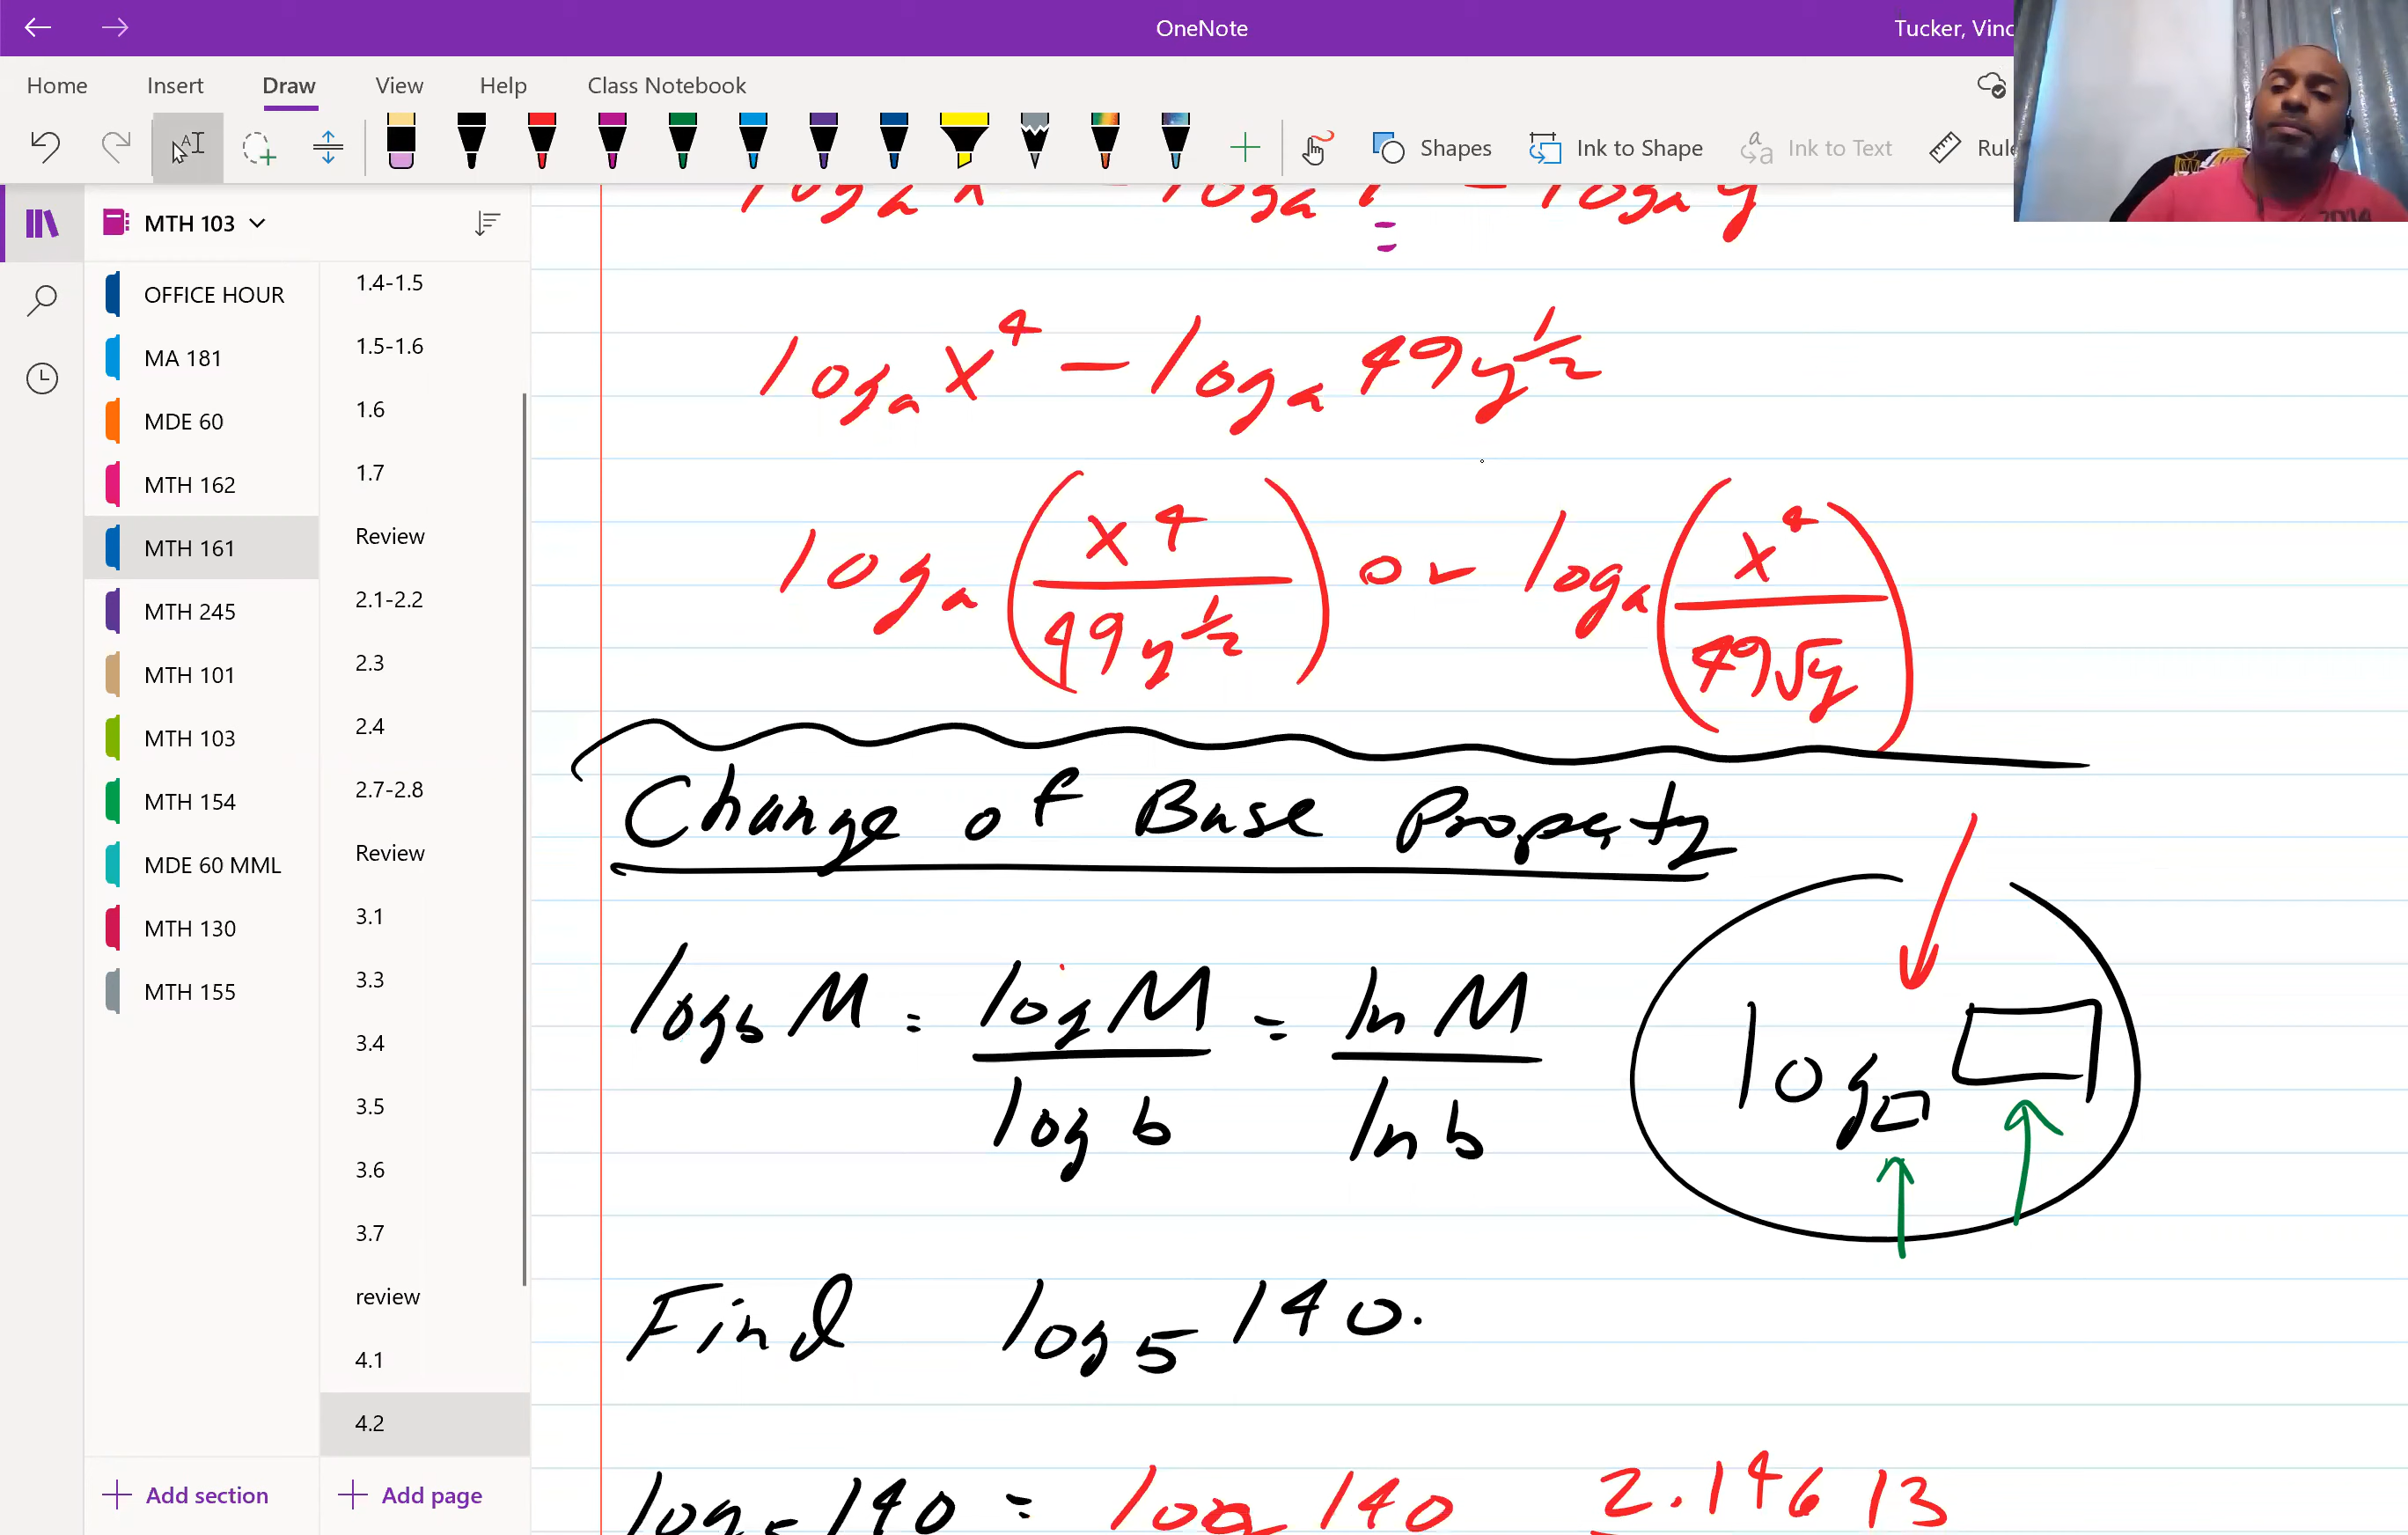 OneNote
Tucker, Vinc
Home Insert Draw View Help Class Notebook
Shapes Ink to Shape Ink to Text Rule
MTH 103
OFFICE HOUR
MA 181
MDE 60
MTH 162
MTH 161
MTH 245
MTH 101
MTH 103
MTH 154
MDE 60 MML
MTH 130
MTH 155
Add section
1.4-1.5
1.5-1.6
1.6
1.7
Review
2.1-2.2
2.3
2.4
2.7-2.8
Review
3.1
3.3
3.4
3.5
3.6
3.7
review
4.1
4.2
Add page
logₐ x⁴ − logₐ 49y^1/2
logₐ (x⁴ / 49y^1/2) or logₐ (x⁴ / 49√y)
Change of Base Property
log_b M = log M / log b = ln M / ln b
log□ □
Find log₅ 140.
log₅ 140 = log 140 2.14613
2014